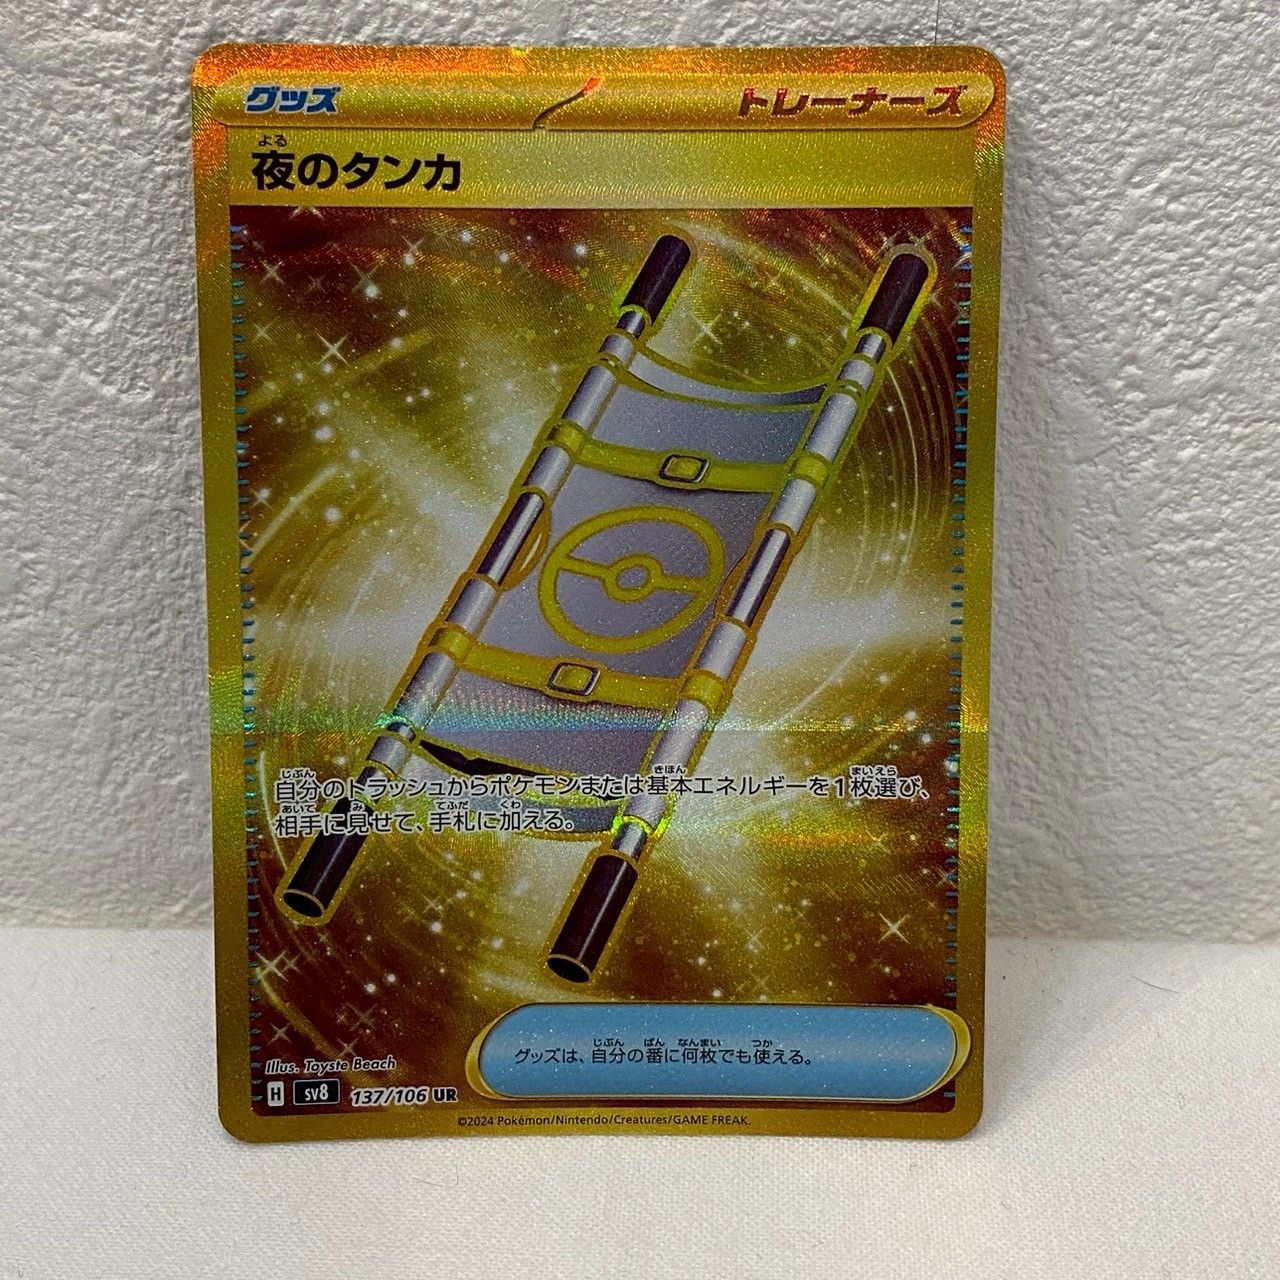 グッズ
トレーナーズ
よる
夜のタンカ
じぶん きほん まいえら
自分のトラッシュからポケモンまたは基本エネルギーを1枚選び、
あいて み てふだ くわ
相手に見せて、手札に加える。
じぶん ばん なんまい つか
グッズは、自分の番に何枚でも使える。
Illus. Toyste Beach
H SV8 137/106 UR
©2024 Pokémon/Nintendo/Creatures/GAME FREAK.